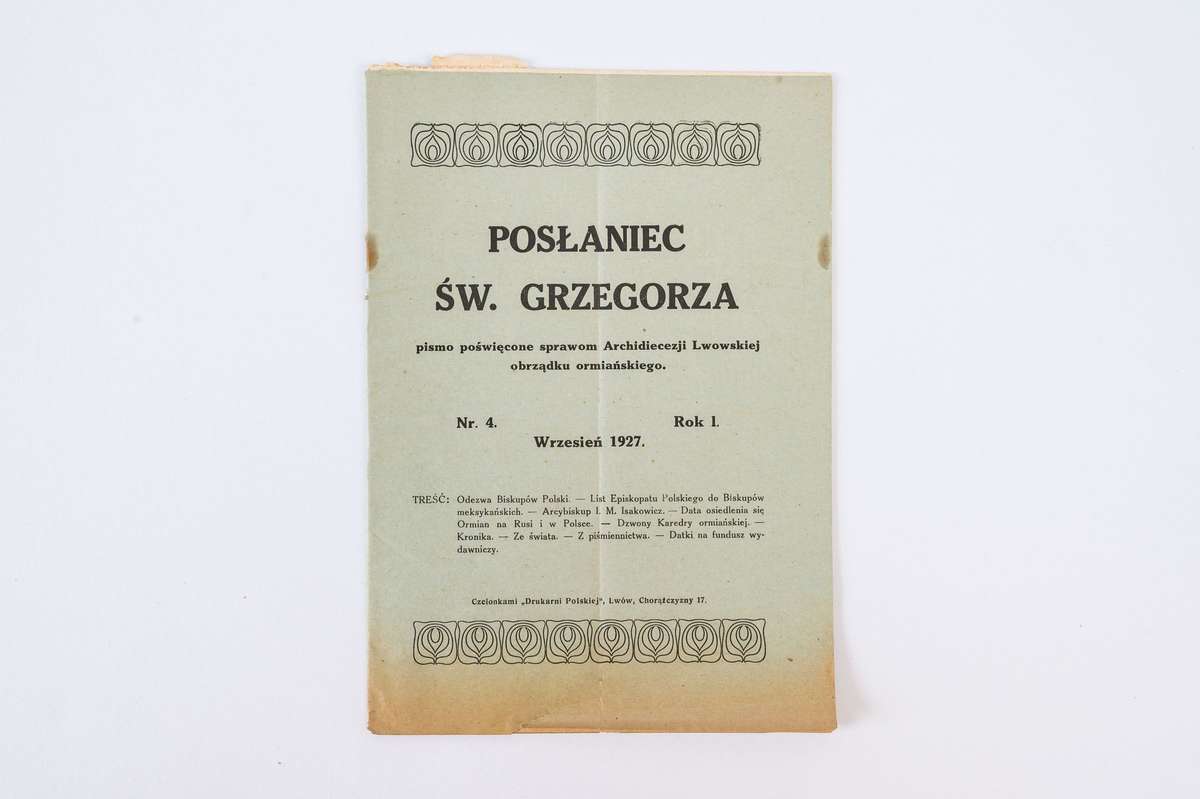 POSŁANIEC
ŚW. GRZEGORZA
pismo poświęcone sprawom Archidiecezji Lwowskiej
obrządku ormiańskiego.
Nr. 4. Rok I.
Wrzesień 1927.
TREŚĆ: Odezwa Biskupów Polski. — List Episkopatu Polskiego do Biskupów
meksykańskich. — Arcybiskup I. M. Isakowicz. — Data osiedlenia się
Ormian na Rusi i w Polsce. — Dzwony Karedry ormiańskiej. —
Kronika. — Ze świata. — Z piśmiennictwa. — Datki na fundusz wy-
dawniczy.
Czcionkami „Drukarni Polskiej", Lwów, Chorążczyzny 17.